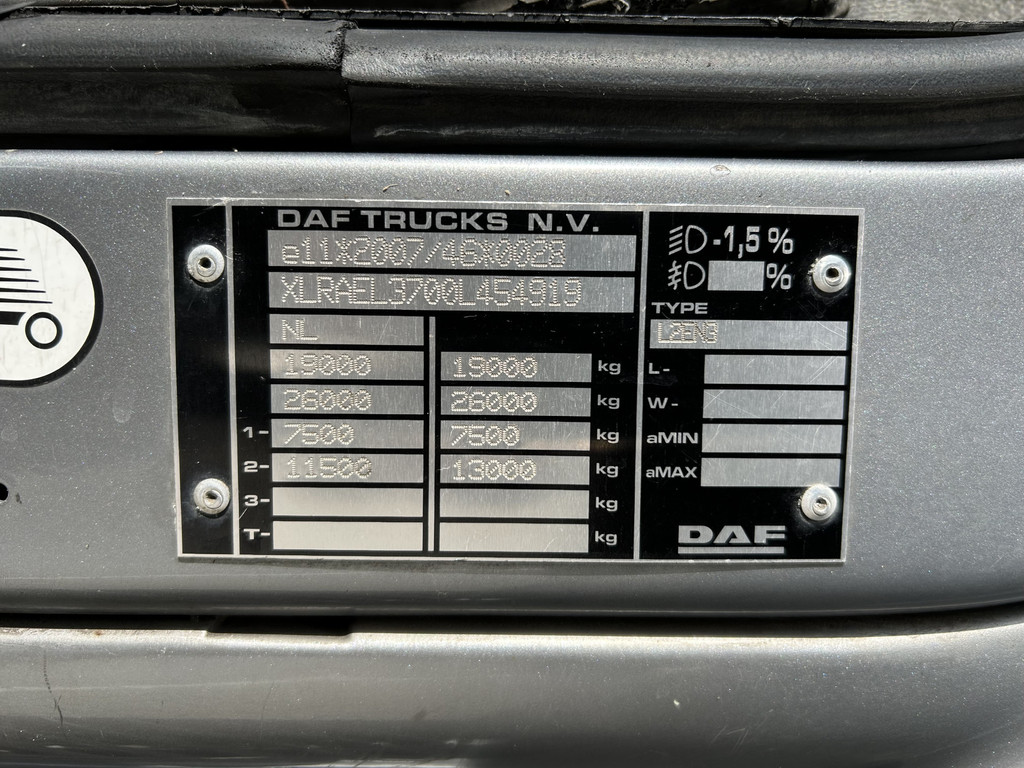 DAF TRUCKS N.V.
e11X2007/46X0028
XLRAEL3700L454919
NL
19000 19000 kg
26000 26000 kg
1- 7500 7500 kg
2- 11500 13000 kg
3- kg
T- kg
-1,5 %
%
TYPE
L2EN3
L-
W-
aMIN
aMAX
DAF